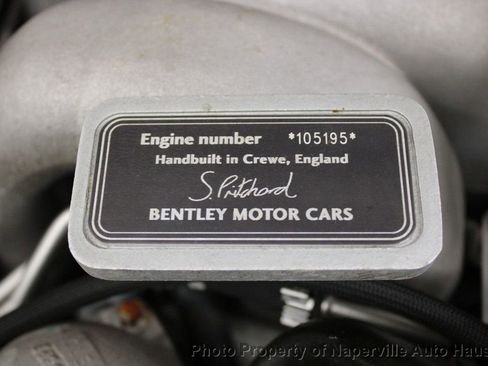 Engine number *105195*
Handbuilt in Crewe, England
S. Pritchard
BENTLEY MOTOR CARS
Photo Property of Naperville Auto Haus